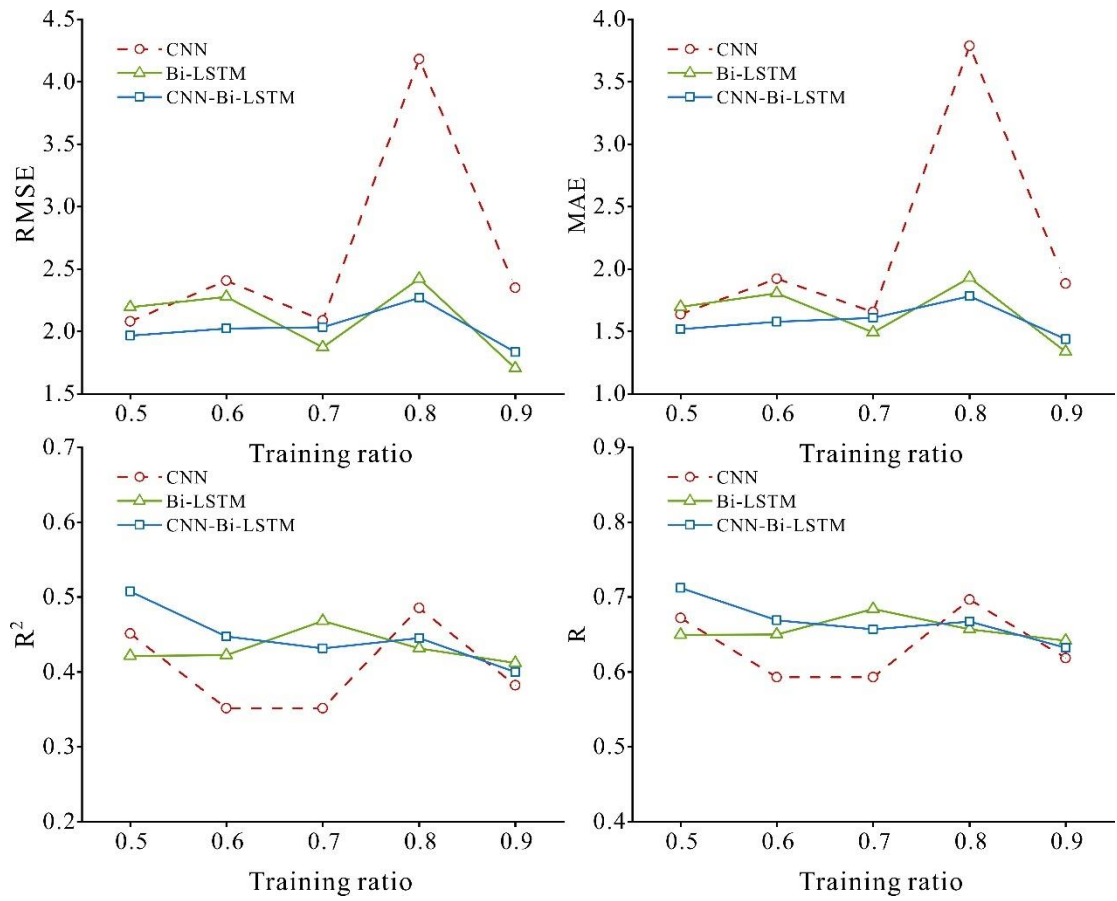 4.5
4.0
3.5
3.0
2.5
2.0
1.5
RMSE
CNN
Bi-LSTM
CNN-Bi-LSTM
0.5 0.6 0.7 0.8 0.9
Training ratio
4.0
3.5
3.0
2.5
2.0
1.5
1.0
MAE
CNN
Bi-LSTM
CNN-Bi-LSTM
0.5 0.6 0.7 0.8 0.9
Training ratio
0.7
0.6
0.5
0.4
0.3
0.2
R²
CNN
Bi-LSTM
CNN-Bi-LSTM
0.5 0.6 0.7 0.8 0.9
Training ratio
0.9
0.8
0.7
0.6
0.5
0.4
R
CNN
Bi-LSTM
CNN-Bi-LSTM
0.5 0.6 0.7 0.8 0.9
Training ratio